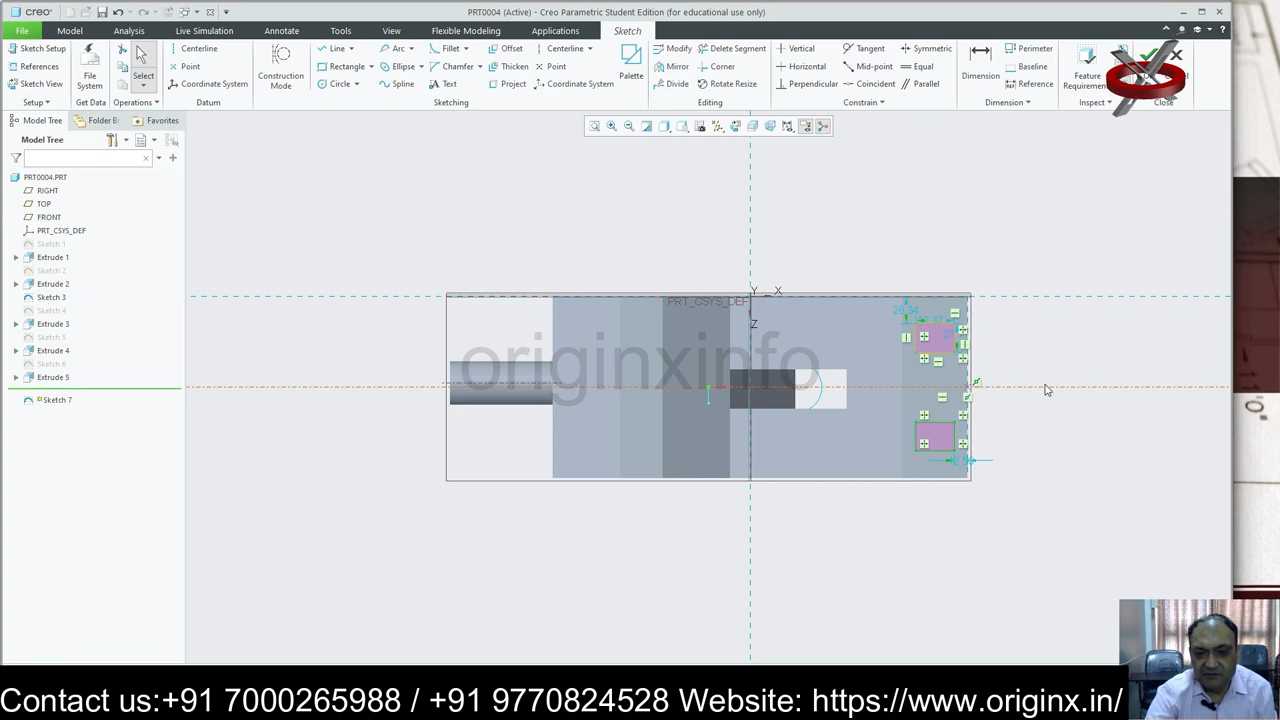 creo
PRT0004 (Active) - Creo Parametric Student Edition (for educational use only)
File Model Analysis Live Simulation Annotate Tools View Flexible Modeling Applications Sketch
Sketch Setup
References
Sketch View
Setup
File System
Get Data
Select
Operations
Centerline
Point
Coordinate System
Datum
Construction Mode
Line Arc Fillet Offset Centerline
Rectangle Ellipse Chamfer Thicken Point
Circle Spline Text Project Coordinate System
Palette
Sketching
Modify Delete Segment
Mirror Corner
Divide Rotate Resize
Editing
Vertical Tangent Symmetric
Horizontal Mid-point Equal
Perpendicular Coincident Parallel
Constrain
Dimension
Perimeter
Baseline
Reference
Dimension
Feature
Inspect
Close
Model Tree Folder B: Favorites
Model Tree
PRT0004.PRT
RIGHT
TOP
FRONT
PRT_CSYS_DEF
Sketch 1
Extrude 1
Sketch 2
Extrude 2
Sketch 3
Sketch 4
Extrude 3
Extrude 4
Sketch 6
Extrude 5
Sketch 7
Y X
PRT_CSYS_DEF
Z
originxinfo
Contact us:+91 7000265988 / +91 9770824528 Website: https://www.originx.in/